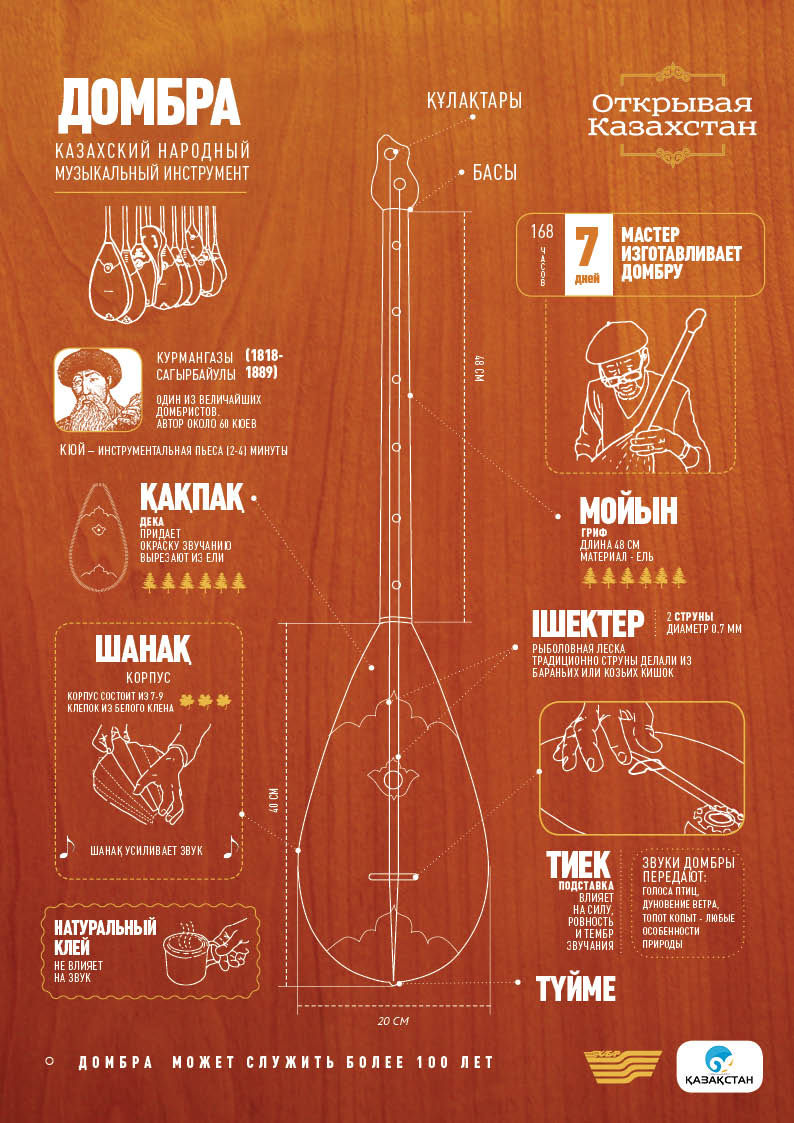 ДОМБРА
КАЗАХСКИЙ НАРОДНЫЙ
МУЗЫКАЛЬНЫЙ ИНСТРУМЕНТ
ҚҰЛАҚТАРЫ
БАСЫ
Открывая
Казахстан
168
ЧАСОВ
7
дней
МАСТЕР
ИЗГОТАВЛИВАЕТ
ДОМБРУ
КУРМАНГАЗЫ (1818-
САГЫРБАЙУЛЫ 1889)
ОДИН ИЗ ВЕЛИЧАЙШИХ
ДОМБРИСТОВ.
АВТОР ОКОЛО 60 КЮЕВ
КЮЙ – ИНСТРУМЕНТАЛЬНАЯ ПЬЕСА (2-4) МИНУТЫ
48 СМ
ҚАҚПАҚ
ДЕКА
ПРИДАЕТ
ОКРАСКУ ЗВУЧАНИЮ
ВЫРЕЗАЮТ ИЗ ЕЛИ
МОЙЫН
ГРИФ
ДЛИНА 48 СМ
МАТЕРИАЛ - ЕЛЬ
ШАНАҚ
КОРПУС
КОРПУС СОСТОИТ ИЗ 7-9
КЛЕПОК ИЗ БЕЛОГО КЛЕНА
ШАНАҚ УСИЛИВАЕТ ЗВУК
ІШЕКТЕР
2 СТРУНЫ
ДИАМЕТР 0.7 ММ
РЫБОЛОВНАЯ ЛЕСКА
ТРАДИЦИОННО СТРУНЫ ДЕЛАЛИ ИЗ
БАРАНЬИХ ИЛИ КОЗЬИХ КИШОК
40 СМ
ТИЕК
ПОДСТАВКА
ВЛИЯЕТ
НА СИЛУ,
РОВНОСТЬ
И ТЕМБР
ЗВУЧАНИЯ
ЗВУКИ ДОМБРЫ
ПЕРЕДАЮТ:
ГОЛОСА ПТИЦ,
ДУНОВЕНИЕ ВЕТРА,
ТОПОТ КОПЫТ - ЛЮБЫЕ
ОСОБЕННОСТИ
ПРИРОДЫ
НАТУРАЛЬНЫЙ
КЛЕЙ
НЕ ВЛИЯЕТ
НА ЗВУК
ТҮЙМЕ
20 СМ
ДОМБРА МОЖЕТ СЛУЖИТЬ БОЛЕЕ 100 ЛЕТ
ҚАЗАҚСТАН